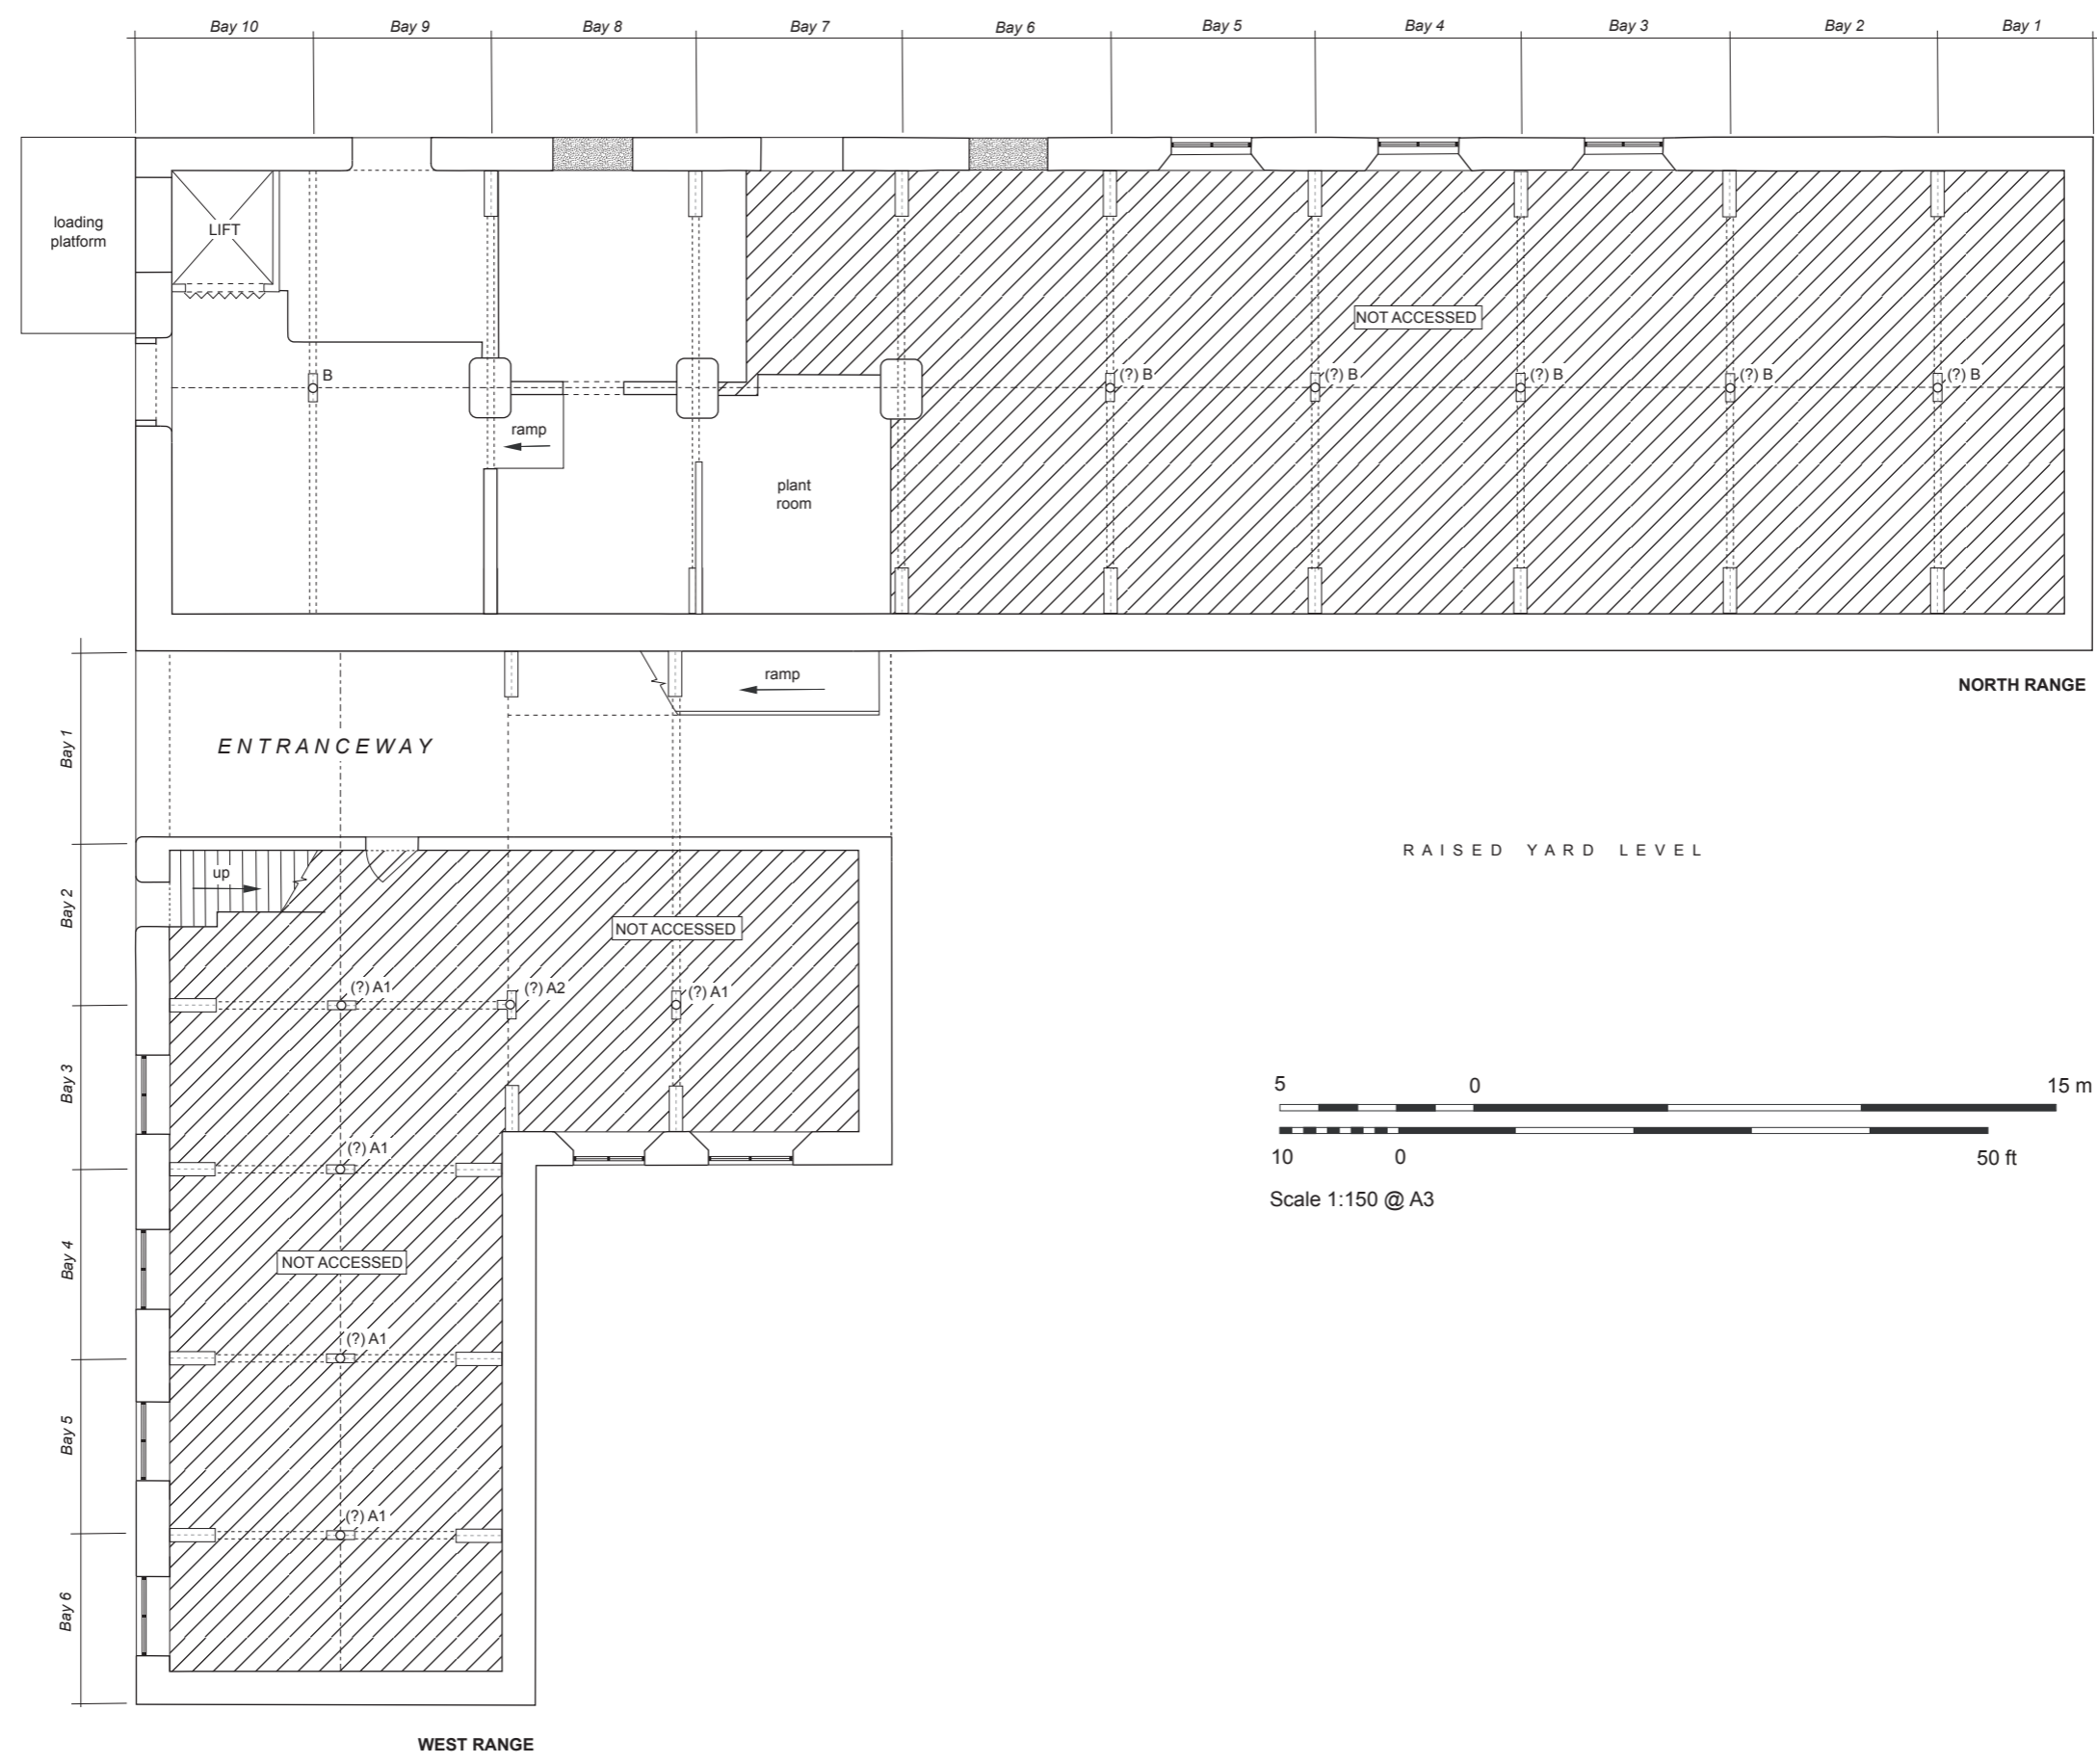 Bay 10
Bay 9
Bay 8
Bay 7
Bay 6
Bay 5
Bay 4
Bay 3
Bay 2
Bay 1
loading
platform
LIFT
NOT ACCESSED
B
(?) B
(?) B
(?) B
(?) B
(?) B
ramp
plant
room
ramp
NORTH RANGE
Bay 1
ENTRANCEWAY
RAISED YARD LEVEL
up
Bay 2
NOT ACCESSED
(?) A1
(?) A2
(?) A1
Bay 3
5 0 15 m
10 0 50 ft
Scale 1:150 @ A3
(?) A1
Bay 4
NOT ACCESSED
(?) A1
Bay 5
(?) A1
Bay 6
WEST RANGE